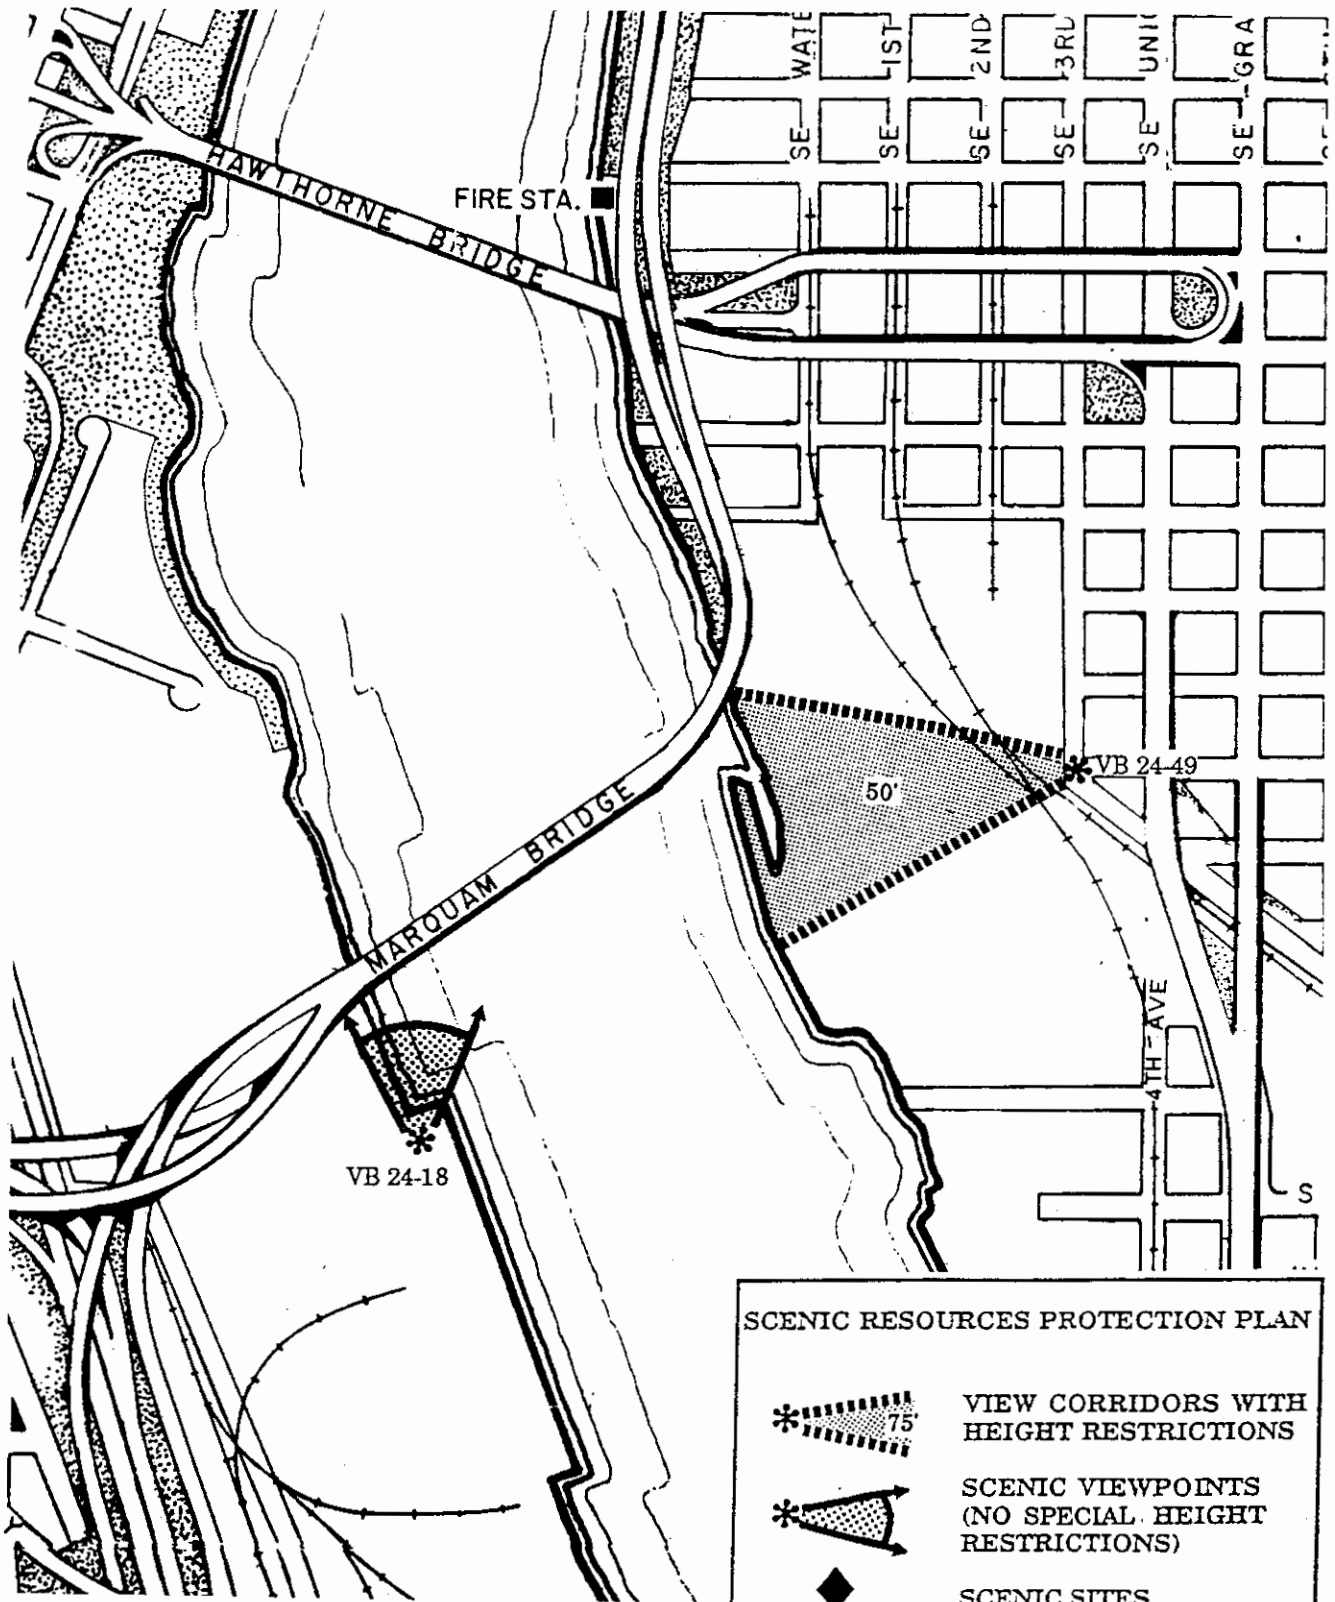 SE WATE
SE 1ST
SE 2ND
SE 3RD
SE UNI
SE GRA
HAWTHORNE BRIDGE
FIRE STA.
VB 24-49
50'
MARQUAM BRIDGE
4TH AVE
VB 24-18
S
SCENIC RESOURCES PROTECTION PLAN
75'
VIEW CORRIDORS WITH
HEIGHT RESTRICTIONS
SCENIC VIEWPOINTS
(NO SPECIAL HEIGHT
RESTRICTIONS)
SCENIC SITES